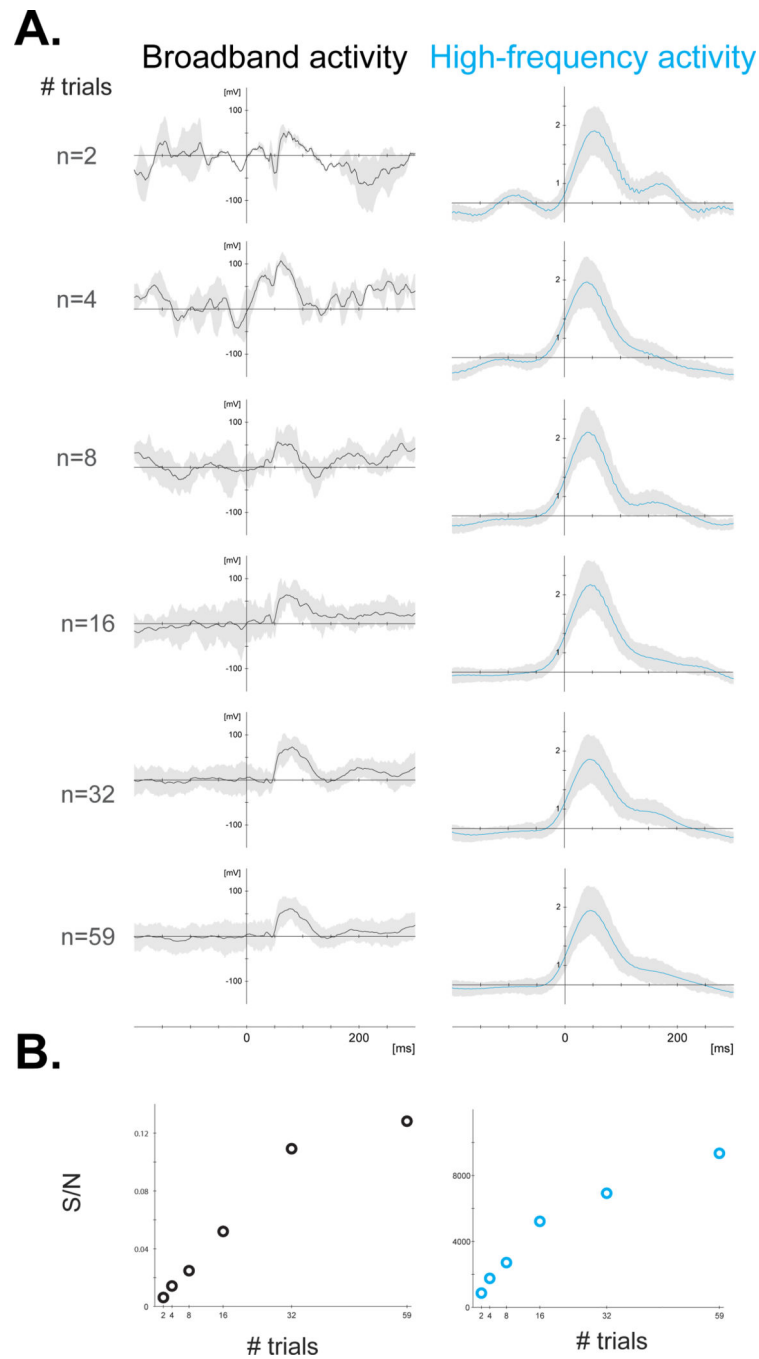 A.
Broadband activity High-frequency activity
# trials
[mV]
100
-100
n=2
2
1
[mV]
100
-100
n=4
2
1
[mV]
100
-100
n=8
2
1
[mV]
100
-100
n=16
2
1
[mV]
100
-100
n=32
2
1
[mV]
100
-100
n=59
2
1
0 200 [ms] 0 200 [ms]
B.
S/N
0.12
0.08
0.04
0
2 4 8 16 32 59
# trials
8000
4000
0
2 4 8 16 32 59
# trials